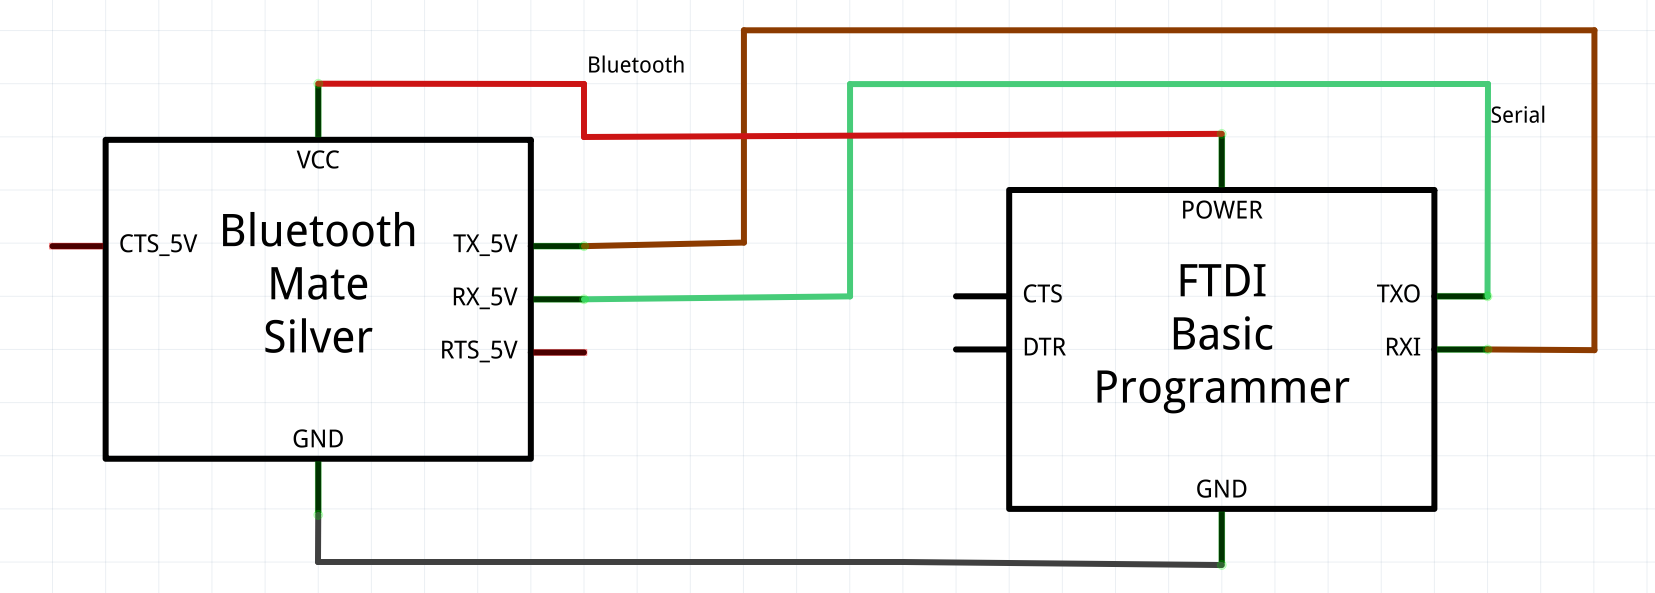 Bluetooth
Serial
VCC
CTS_5V
Bluetooth
Mate
Silver
TX_5V
RX_5V
RTS_5V
GND
POWER
CTS
DTR
FTDI
Basic
Programmer
TXO
RXI
GND